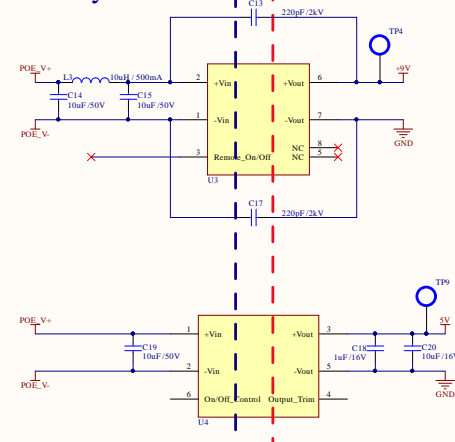 C13
220pF/2kV
TP4
POE_V+
L3
10uH / 500mA
2
+Vin
+Vout
6
+9V
C14
10uF/50V
C15
10uF/50V
POE_V-
1
-Vin
-Vout
7
GND
NC
8
3
Remote_On/Off
NC
5
U3
C17
220pF/2kV
TP9
POE_V+
1
+Vin
+Vout
3
5V
C19
10uF/50V
C18
1uF/16V
C20
10uF/16V
POE_V-
2
-Vin
-Vout
5
GND
6
On/Off_Control
Output_Trim
4
U4